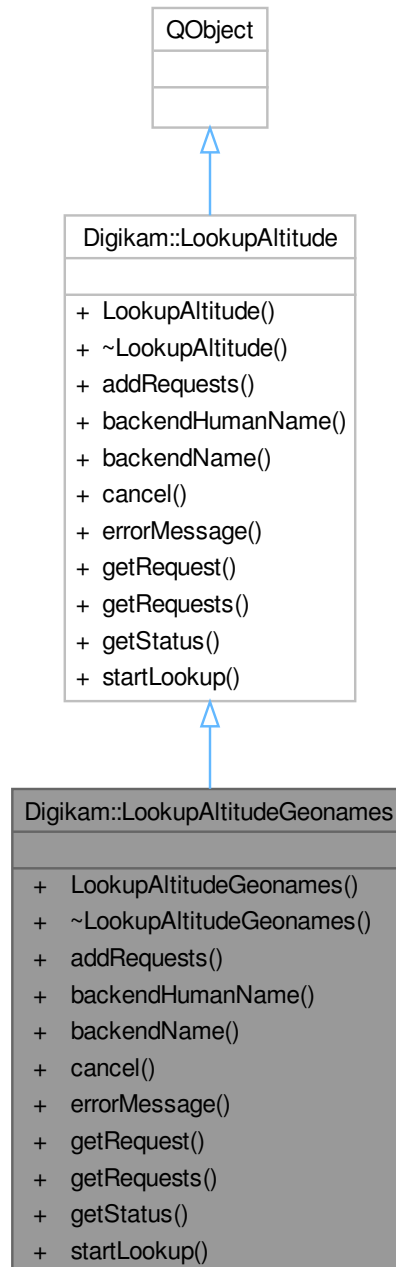 QObject
Digikam::LookupAltitude
+ LookupAltitude()
+ ~LookupAltitude()
+ addRequests()
+ backendHumanName()
+ backendName()
+ cancel()
+ errorMessage()
+ getRequest()
+ getRequests()
+ getStatus()
+ startLookup()
Digikam::LookupAltitudeGeonames
+ LookupAltitudeGeonames()
+ ~LookupAltitudeGeonames()
+ addRequests()
+ backendHumanName()
+ backendName()
+ cancel()
+ errorMessage()
+ getRequest()
+ getRequests()
+ getStatus()
+ startLookup()